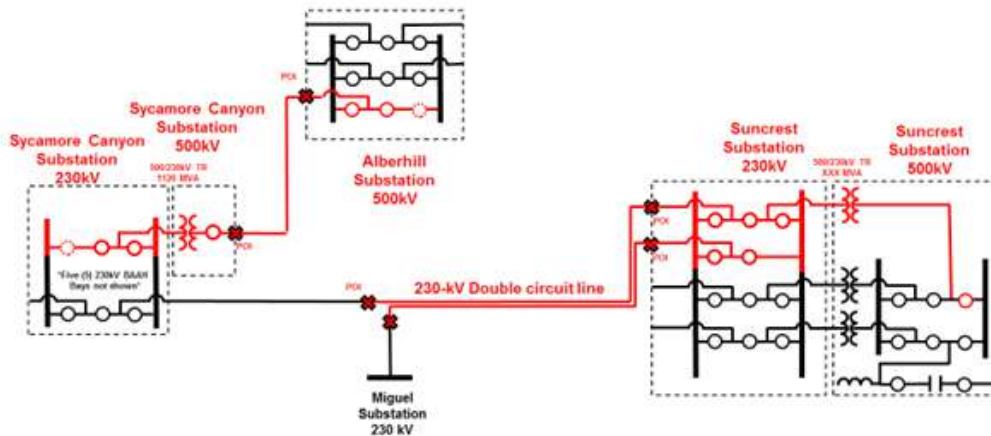 POI
Sycamore Canyon
Substation
500kV
Sycamore Canyon
Substation
230kV
500/230kV TR
1120 MVA
Alberhill
Substation
500kV
POI
"Five (5) 230kV BAAH
Bays not shown"
POI
230-kV Double circuit line
Miguel
Substation
230 kV
Suncrest
Substation
230kV
Suncrest
Substation
500kV
500/230kV TR
XXX MVA
POI
POI